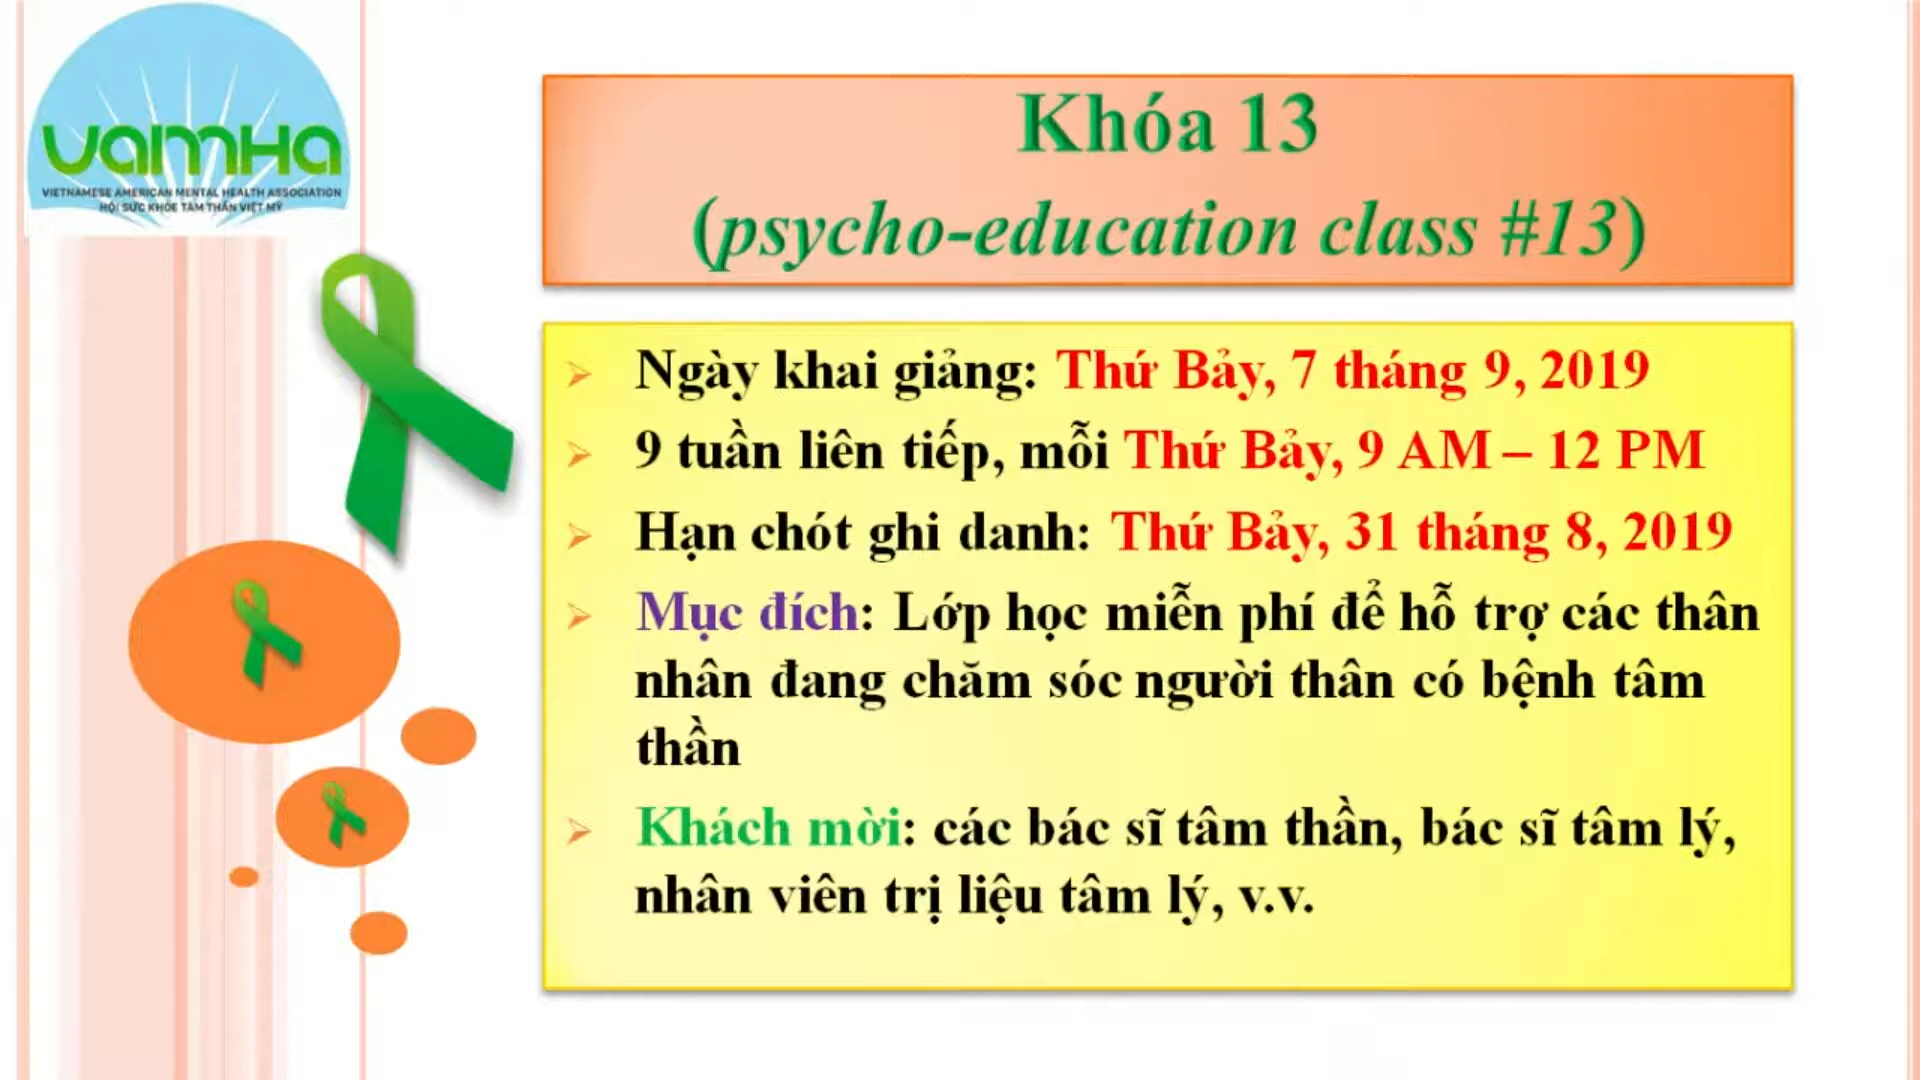 VAMHA
VIETNAMESE AMERICAN MENTAL HEALTH ASSOCIATION
HỘI SỨC KHỎE TÂM THẦN VIỆT MỸ
Khóa 13
(psycho-education class #13)
Ngày khai giảng: Thứ Bảy, 7 tháng 9, 2019
9 tuần liên tiếp, mỗi Thứ Bảy, 9 AM – 12 PM
Hạn chót ghi danh: Thứ Bảy, 31 tháng 8, 2019
Mục đích: Lớp học miễn phí để hỗ trợ các thân
nhân đang chăm sóc người thân có bệnh tâm
thần
Khách mời: các bác sĩ tâm thần, bác sĩ tâm lý,
nhân viên trị liệu tâm lý, v.v.